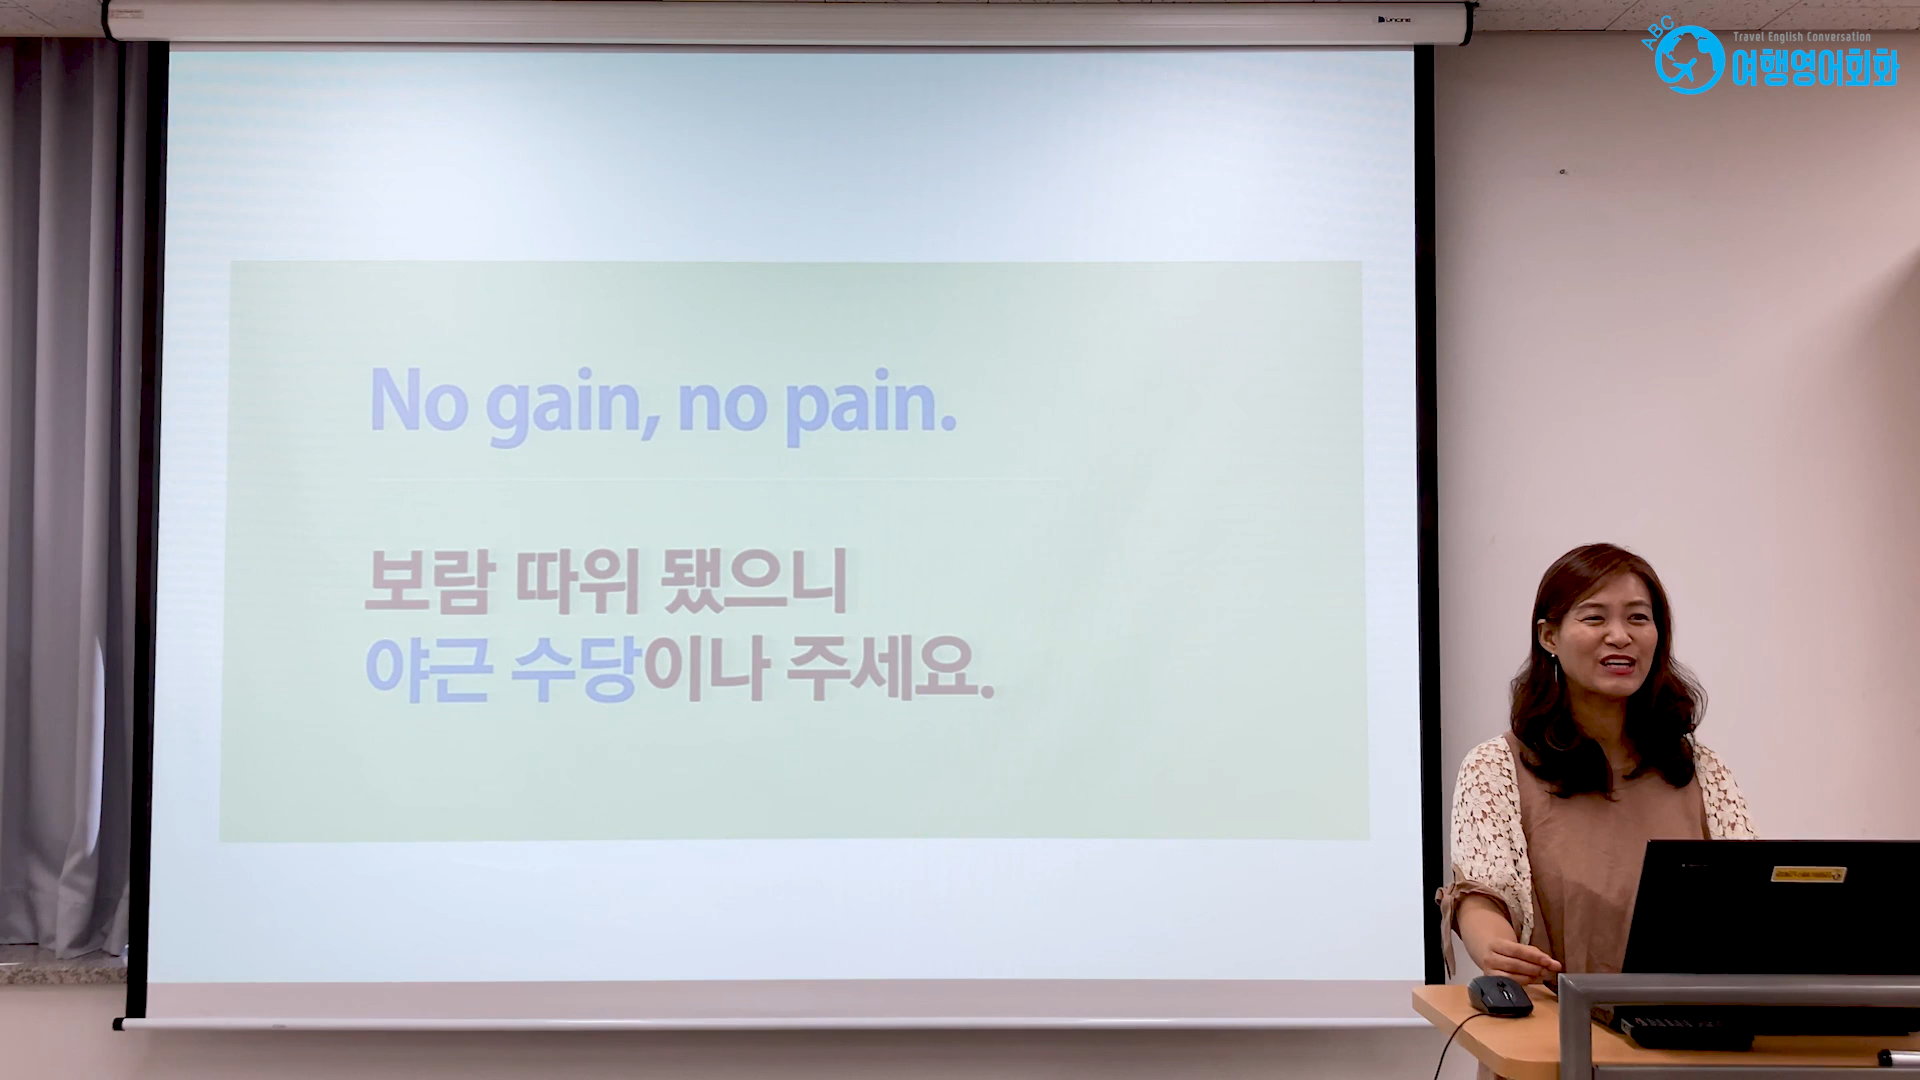 ABC
Travel English Conversation
여행영어회화
No gain, no pain.
보람 따위 됐으니
야근 수당이나 주세요.